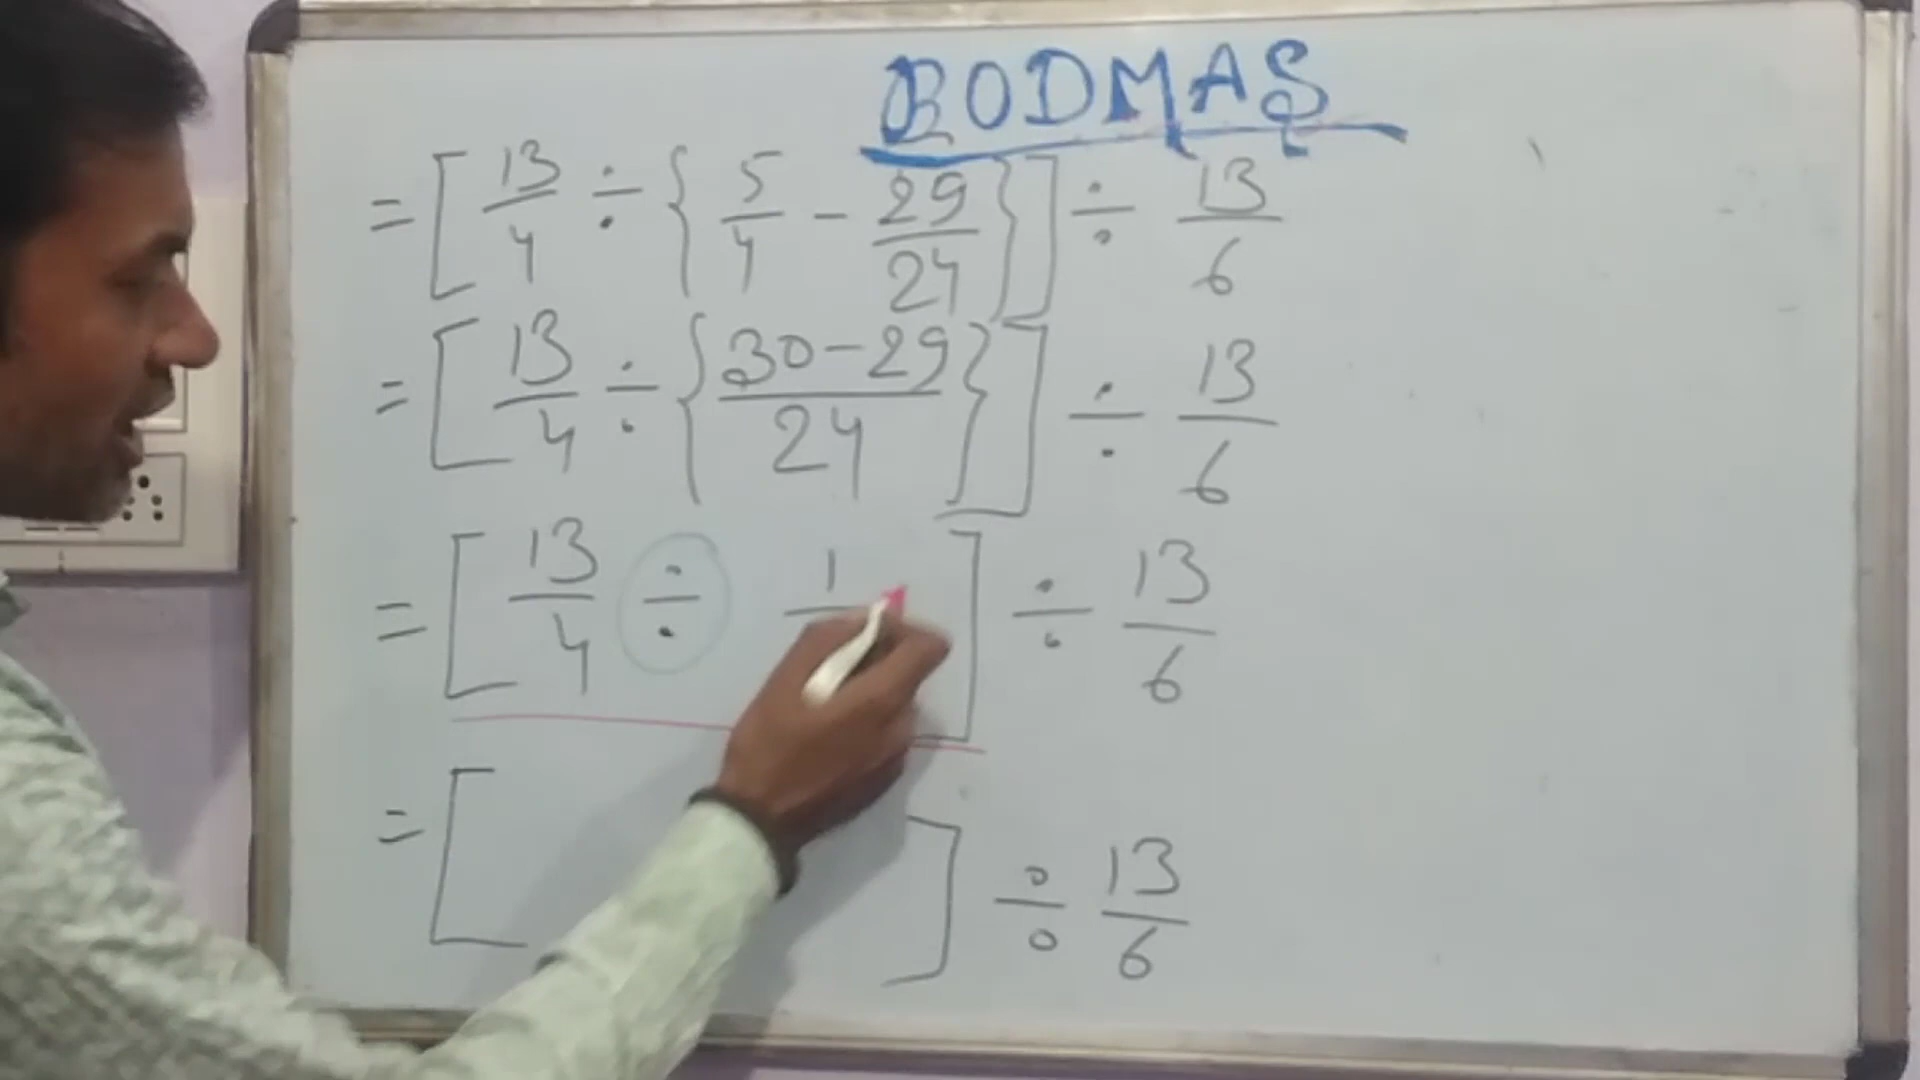 BODMAS
= [ 13/4 ÷ { 5/4 - 29/24 } ] ÷ 13/6
= [ 13/4 ÷ { 30-29/24 } ] ÷ 13/6
= [ 13/4 ÷ 1/ ] ÷ 13/6
= [ ] ÷ 13/6